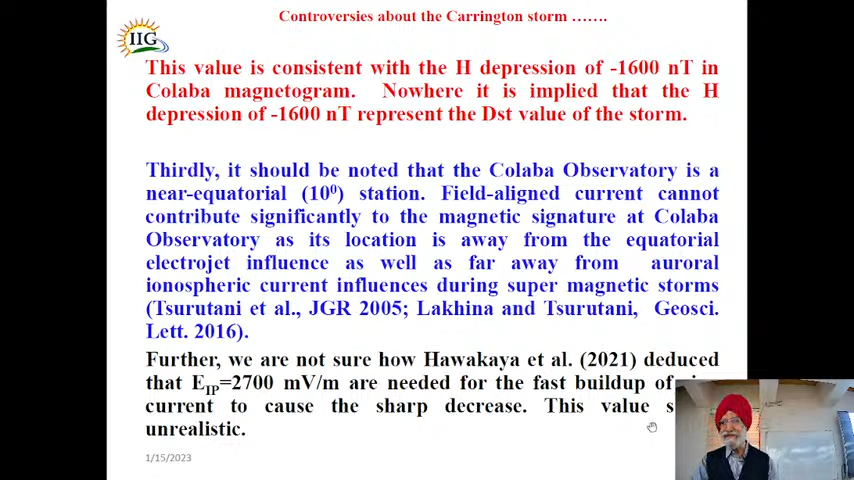 Controversies about the Carrington storm …….
IIG
This value is consistent with the H depression of -1600 nT in
Colaba magnetogram. Nowhere it is implied that the H
depression of -1600 nT represent the Dst value of the storm.
Thirdly, it should be noted that the Colaba Observatory is a
near-equatorial (10⁰) station. Field-aligned current cannot
contribute significantly to the magnetic signature at Colaba
Observatory as its location is away from the equatorial
electrojet influence as well as far away from auroral
ionospheric current influences during super magnetic storms
(Tsurutani et al., JGR 2005; Lakhina and Tsurutani, Geosci.
Lett. 2016).
Further, we are not sure how Hawakaya et al. (2021) deduced
that E_IP=2700 mV/m are needed for the fast buildup of
current to cause the sharp decrease. This value
unrealistic.
1/15/2023